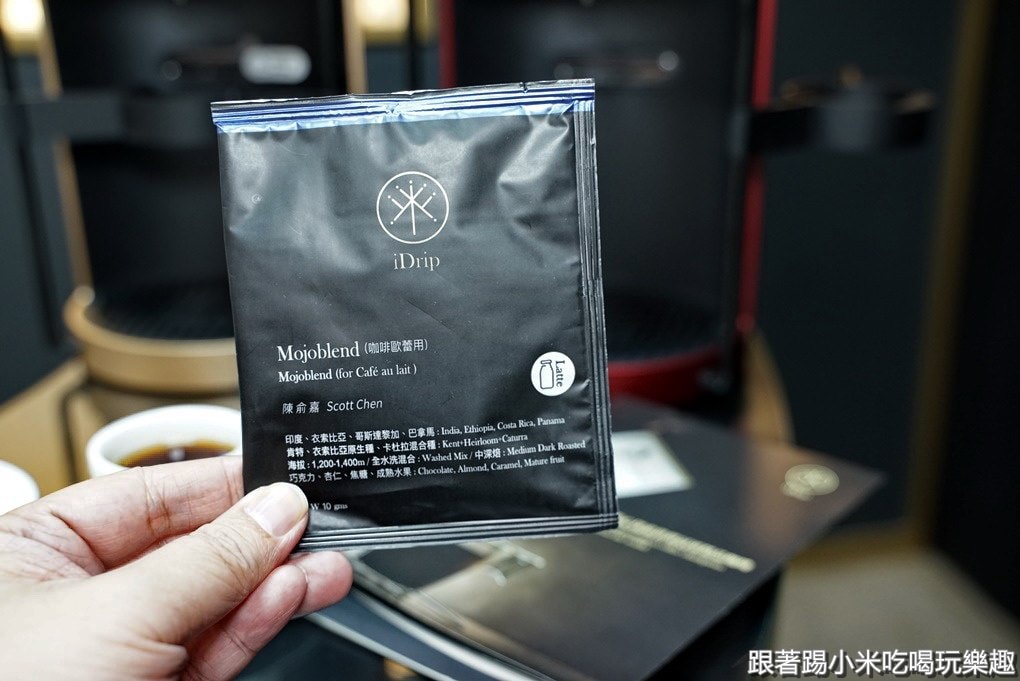 iDrip
Mojoblend (咖啡歐蕾用)
Mojoblend (for Café au lait )
Latte
陳俞嘉 Scott Chen
印度、衣索比亞、哥斯達黎加、巴拿馬 : India, Ethiopia, Costa Rica, Panama
肯特、衣索比亞原生種、卡杜拉混合種 : Kent+Heirloom+Caturra
海拔 : 1,200-1,400m / 全水洗混合 : Washed Mix / 中深焙 : Medium Dark Roasted
巧克力、杏仁、焦糖、成熟水果 : Chocolate, Almond, Caramel, Mature fruit
W 10 gms
跟著踢小米吃喝玩樂趣